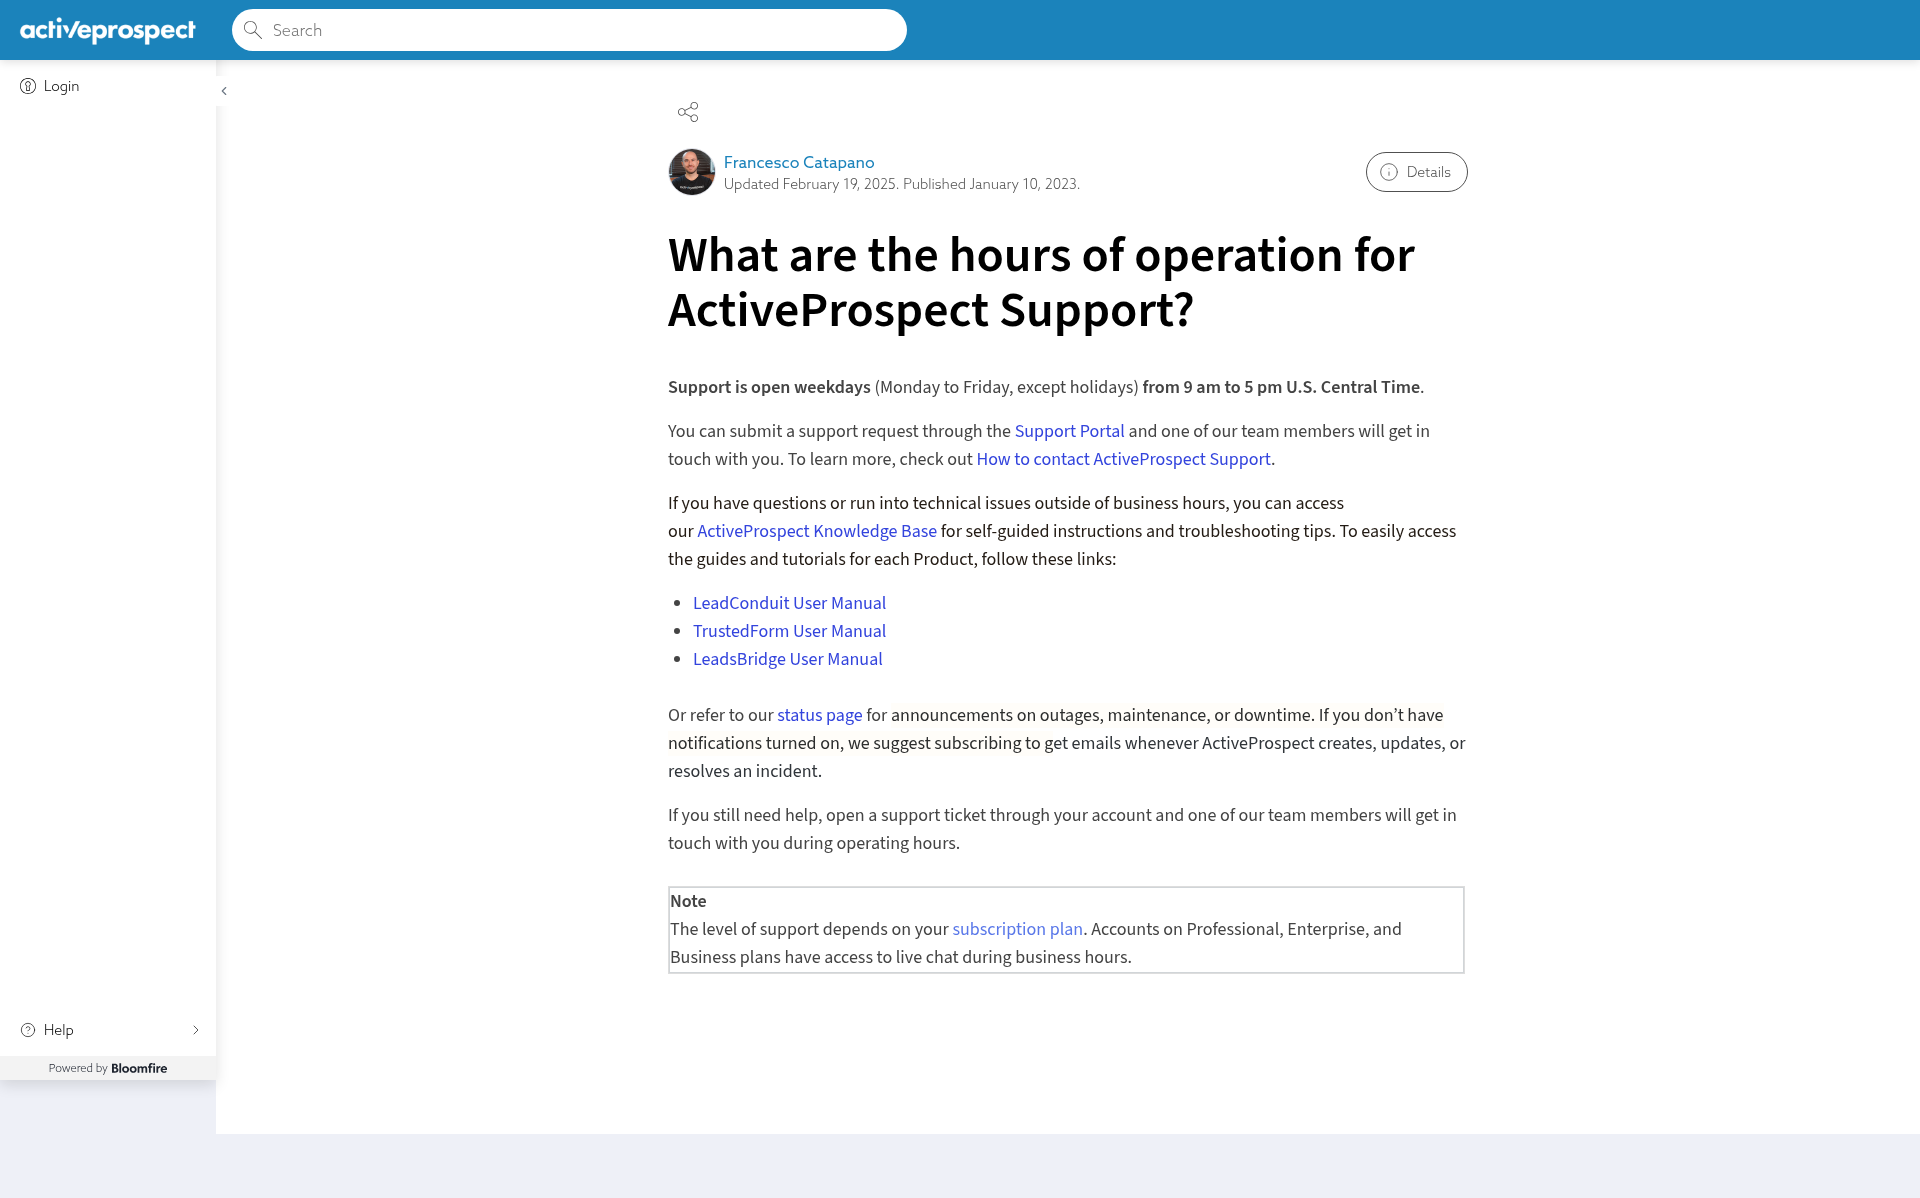 activeprospect
Search
Login
Francesco Catapano
Updated February 19, 2025. Published January 10, 2023.
Details
What are the hours of operation for
ActiveProspect Support?
Support is open weekdays (Monday to Friday, except holidays) from 9 am to 5 pm U.S. Central Time.
You can submit a support request through the Support Portal and one of our team members will get in
touch with you. To learn more, check out How to contact ActiveProspect Support.
If you have questions or run into technical issues outside of business hours, you can access
our ActiveProspect Knowledge Base for self-guided instructions and troubleshooting tips. To easily access
the guides and tutorials for each Product, follow these links:
• LeadConduit User Manual
• TrustedForm User Manual
• LeadsBridge User Manual
Or refer to our status page for announcements on outages, maintenance, or downtime. If you don’t have
notifications turned on, we suggest subscribing to get emails whenever ActiveProspect creates, updates, or
resolves an incident.
If you still need help, open a support ticket through your account and one of our team members will get in
touch with you during operating hours.
Note
The level of support depends on your subscription plan. Accounts on Professional, Enterprise, and
Business plans have access to live chat during business hours.
Help
Powered by Bloomfire